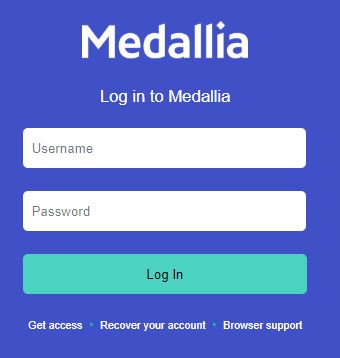 Medallia
Log in to Medallia
Username
Password
Log In
Get access • Recover your account • Browser support